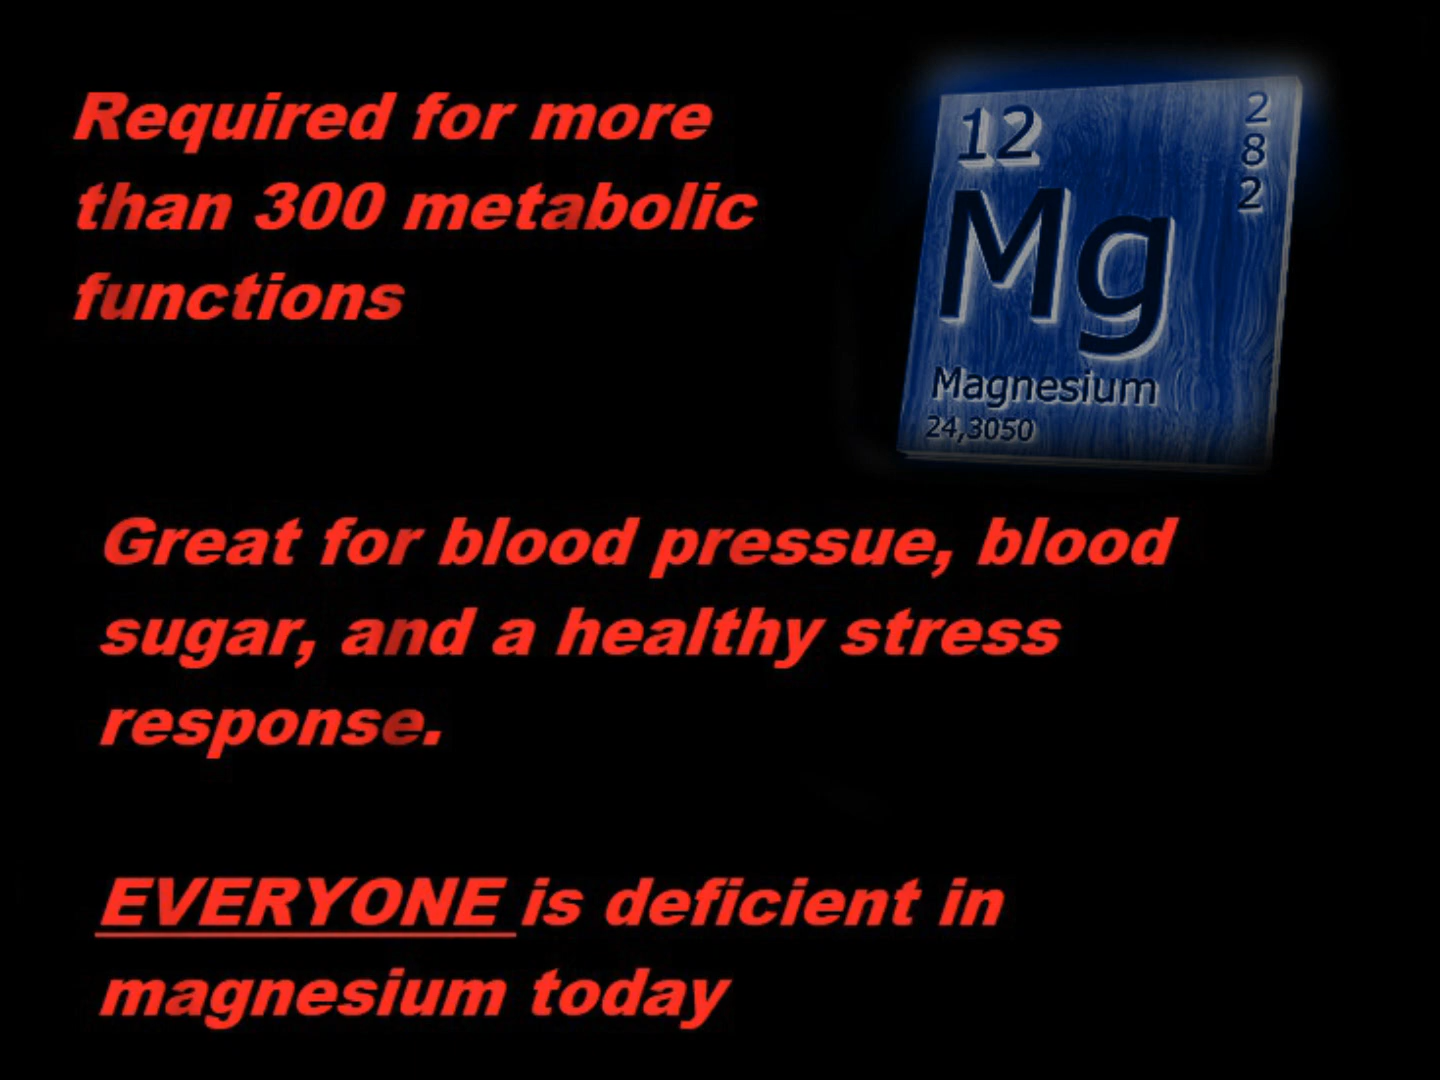 Required for more
than 300 metabolic
functions
12
2
8
2
Mg
Magnesium
24,3050
Great for blood pressue, blood
sugar, and a healthy stress
response.
EVERYONE is deficient in
magnesium today